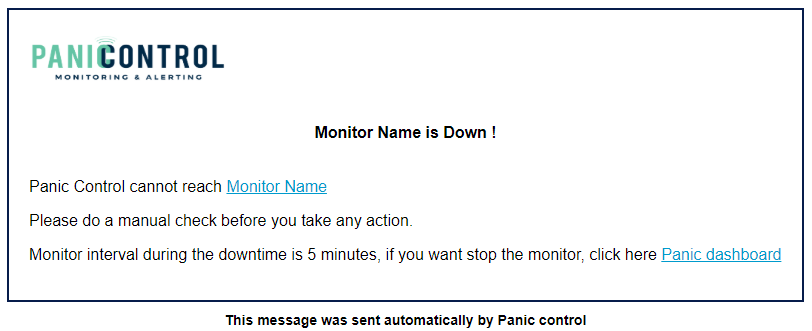 PANICONTROL
MONITORING & ALERTING
Monitor Name is Down !
Panic Control cannot reach Monitor Name
Please do a manual check before you take any action.
Monitor interval during the downtime is 5 minutes, if you want stop the monitor, click here Panic dashboard
This message was sent automatically by Panic control